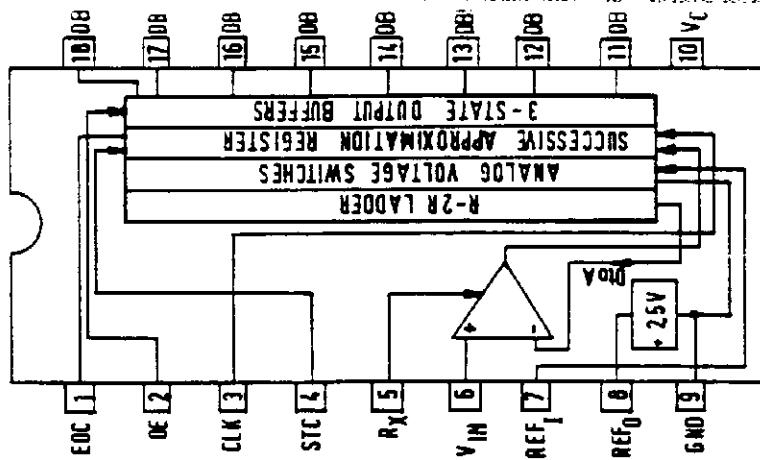 18 DB
17 DB
16 DB
15 DB
14 DB
13 DB
12 DB
11 DB
10 VC
3-STATE OUTPUT BUFFERS
SUCCESSIVE APPROXIMATION REGISTER
ANALOG VOLTAGE SWITCHES
R-2R LADDER
DtoA
+ -
+ 2.5V
EOC 1
OE 2
CLK 3
STC 4
RX 5
VIN 6
REFI 7
REFO 8
GND 9